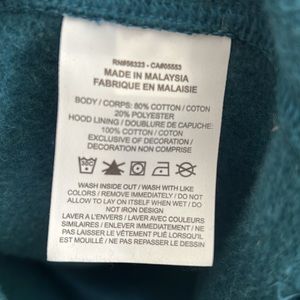 RN#56323 - CA#05553
MADE IN MALAYSIA
FABRIQUE EN MALAISIE
BODY / CORPS: 80% COTTON / COTON
20% POLYESTER
HOOD LINING / DOUBLURE DE CAPUCHE:
100% COTTON / COTON
EXCLUSIVE OF DECORATION /
DECORATION NON COMPRISE
WASH INSIDE OUT / WASH WITH LIKE
COLORS / REMOVE IMMEDIATELY / DO NOT
ALLOW TO LAY ON ITSELF WHEN WET / DO
NOT IRON DESIGN
LAVER A L'ENVERS / LAVER AVEC COULEURS
SIMILAIRES / ENLEVER IMMEDIATEMENT / NE
PAS LAISSER LE VÊTEMENT PLIÉ LORSQU'IL
EST MOUILLÉ / NE PAS REPASSER LE DESSIN